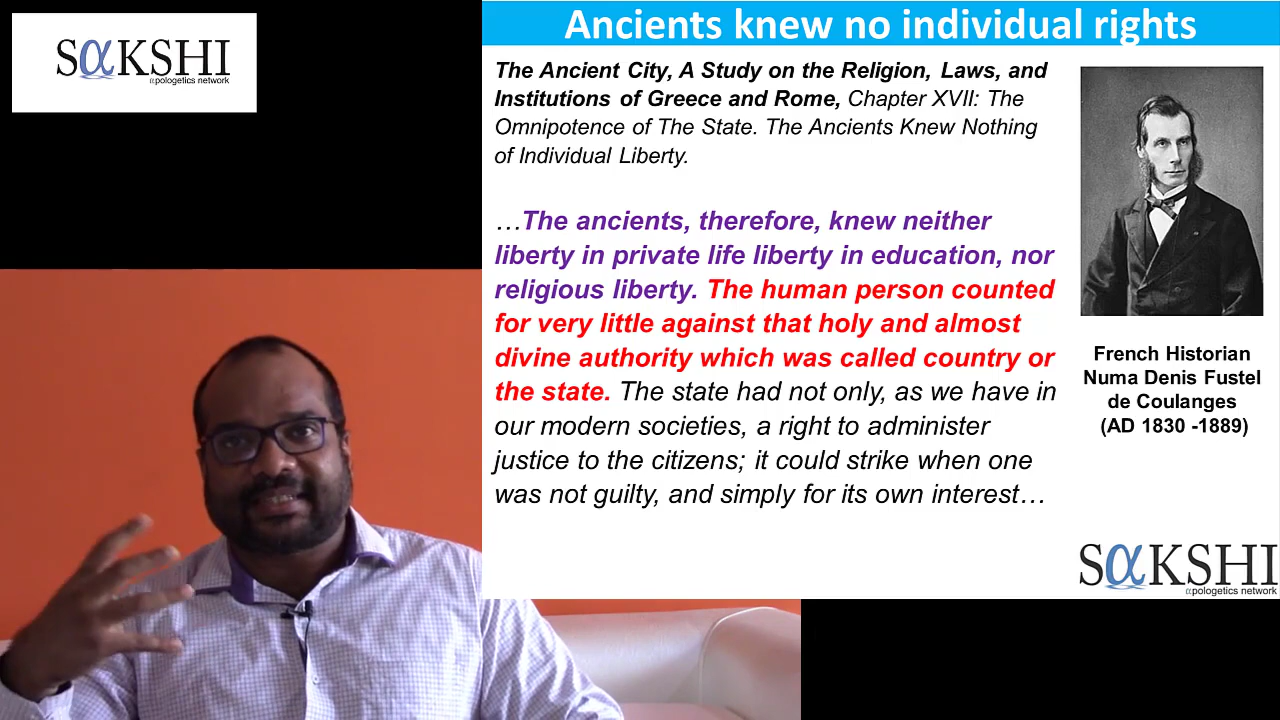 SαKSHI
αpologetics network
Ancients knew no individual rights
The Ancient City, A Study on the Religion, Laws, and
Institutions of Greece and Rome, Chapter XVII: The
Omnipotence of The State. The Ancients Knew Nothing
of Individual Liberty.
…The ancients, therefore, knew neither
liberty in private life liberty in education, nor
religious liberty. The human person counted
for very little against that holy and almost
divine authority which was called country or
the state. The state had not only, as we have in
our modern societies, a right to administer
justice to the citizens; it could strike when one
was not guilty, and simply for its own interest…
French Historian
Numa Denis Fustel
de Coulanges
(AD 1830 -1889)
SαKSHI
αpologetics network